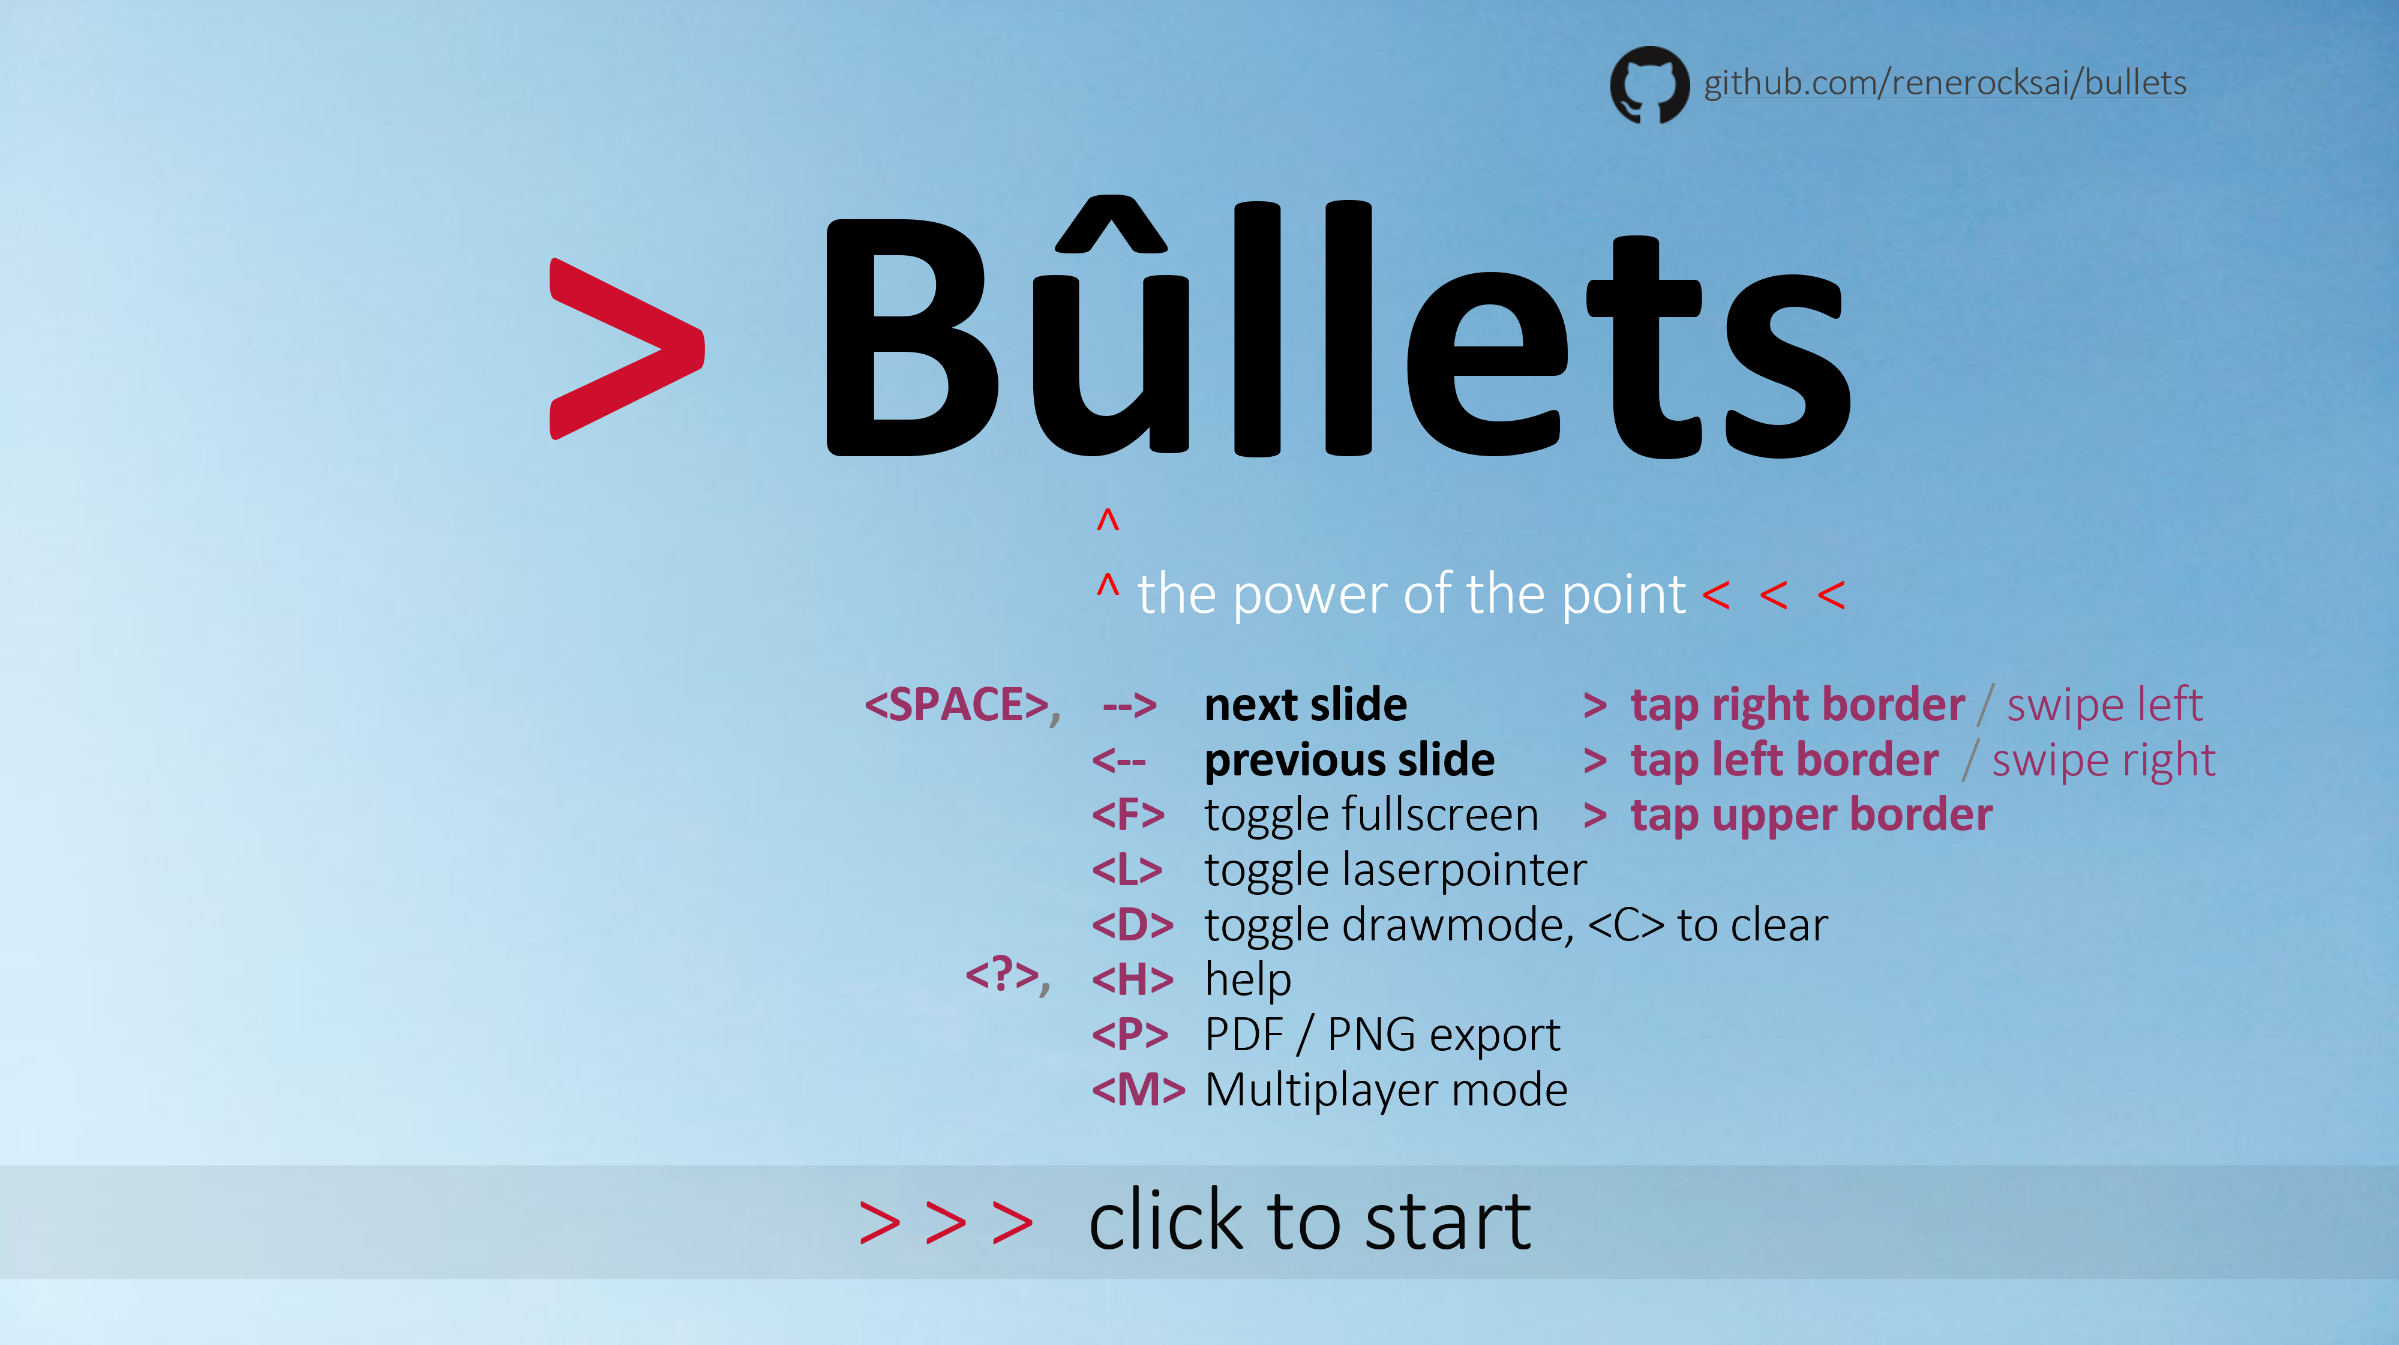 github.com/renerocksai/bullets
> Bûllets
^
^ the power of the point < < <
<SPACE>, --> next slide > tap right border / swipe left
<-- previous slide > tap left border / swipe right
<F> toggle fullscreen > tap upper border
<L> toggle laserpointer
<D> toggle drawmode, <C> to clear
<?>, <H> help
<P> PDF / PNG export
<M> Multiplayer mode
> > > click to start